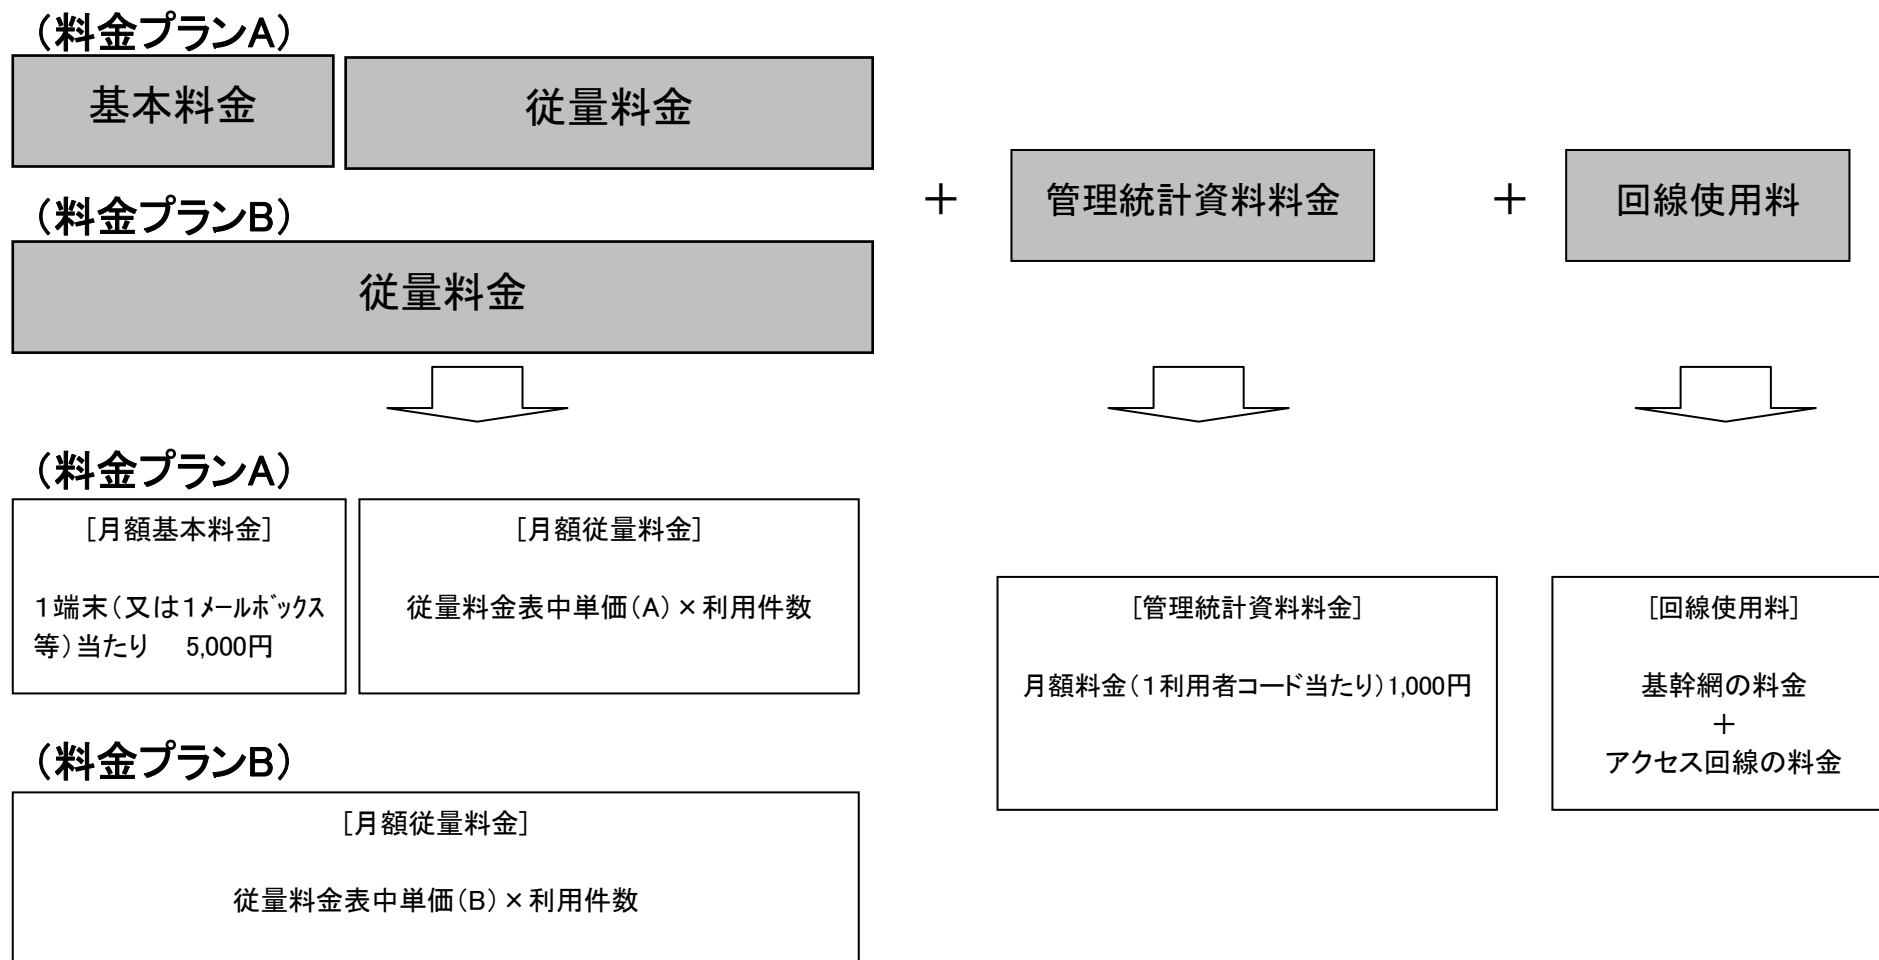 （料金プランA）
基本料金
従量料金
（料金プランB）
従量料金
＋
管理統計資料料金
＋
回線使用料
（料金プランA）
[月額基本料金]
１端末（又は１ﾒｰﾙﾎﾞｯｸｽ
等）当たり　5,000円
[月額従量料金]
従量料金表中単価（A）×利用件数
（料金プランB）
[月額従量料金]
従量料金表中単価（B）×利用件数
[管理統計資料料金]
月額料金（１利用者コード当たり）1,000円
[回線使用料]
基幹網の料金
＋
アクセス回線の料金